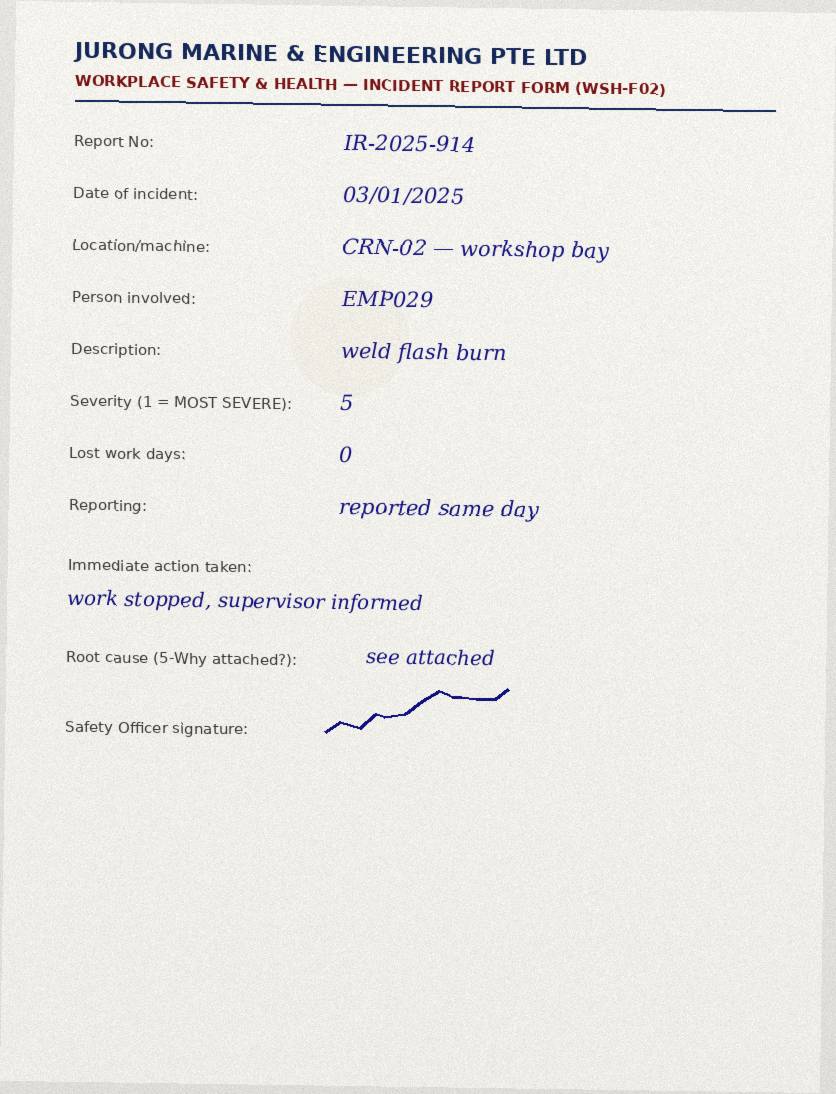 JURONG MARINE & ENGINEERING PTE LTD
WORKPLACE SAFETY & HEALTH — INCIDENT REPORT FORM (WSH-F02)
Report No: IR-2025-914
Date of incident: 03/01/2025
Location/machine: CRN-02 — workshop bay
Person involved: EMP029
Description: weld flash burn
Severity (1 = MOST SEVERE): 5
Lost work days: 0
Reporting: reported same day
Immediate action taken:
work stopped, supervisor informed
Root cause (5-Why attached?): see attached
Safety Officer signature: